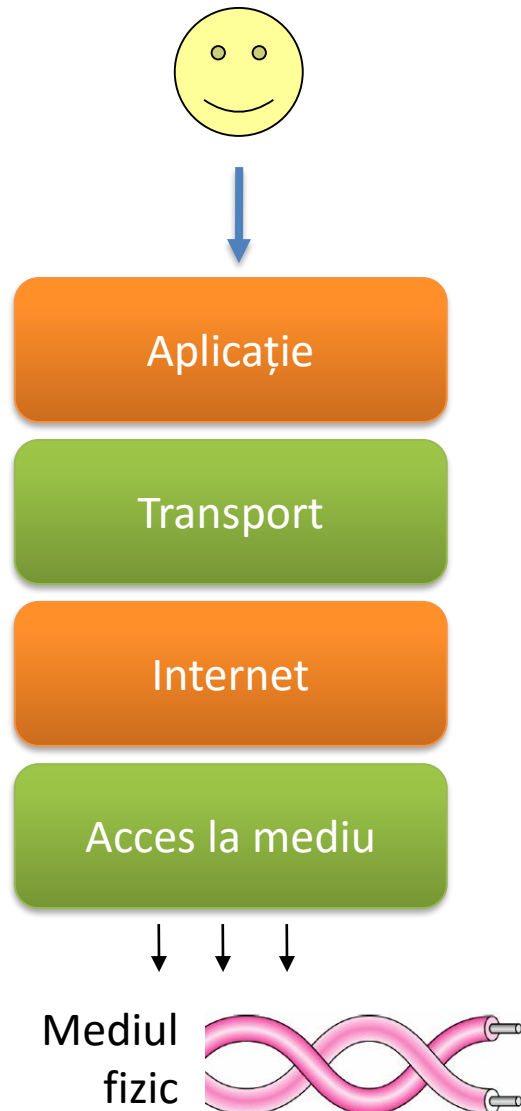 Aplicație
Transport
Internet
Acces la mediu
Mediul
fizic